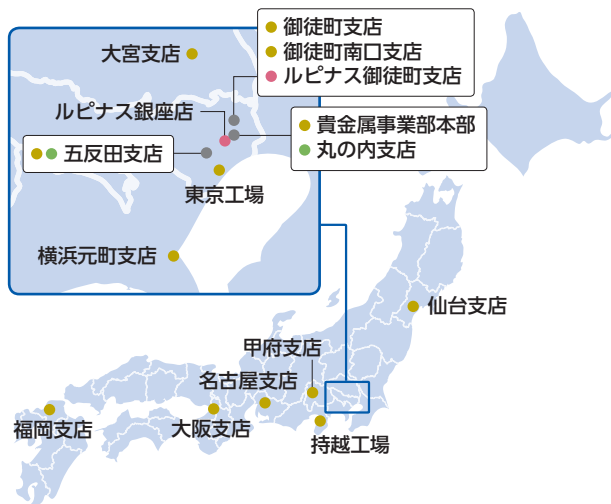 御徒町支店
御徒町南口支店
ルピナス御徒町支店
大宮支店
ルピナス銀座店
貴金属事業部本部
丸の内支店
五反田支店
東京工場
横浜元町支店
仙台支店
甲府支店
名古屋支店
福岡支店
大阪支店
持越工場